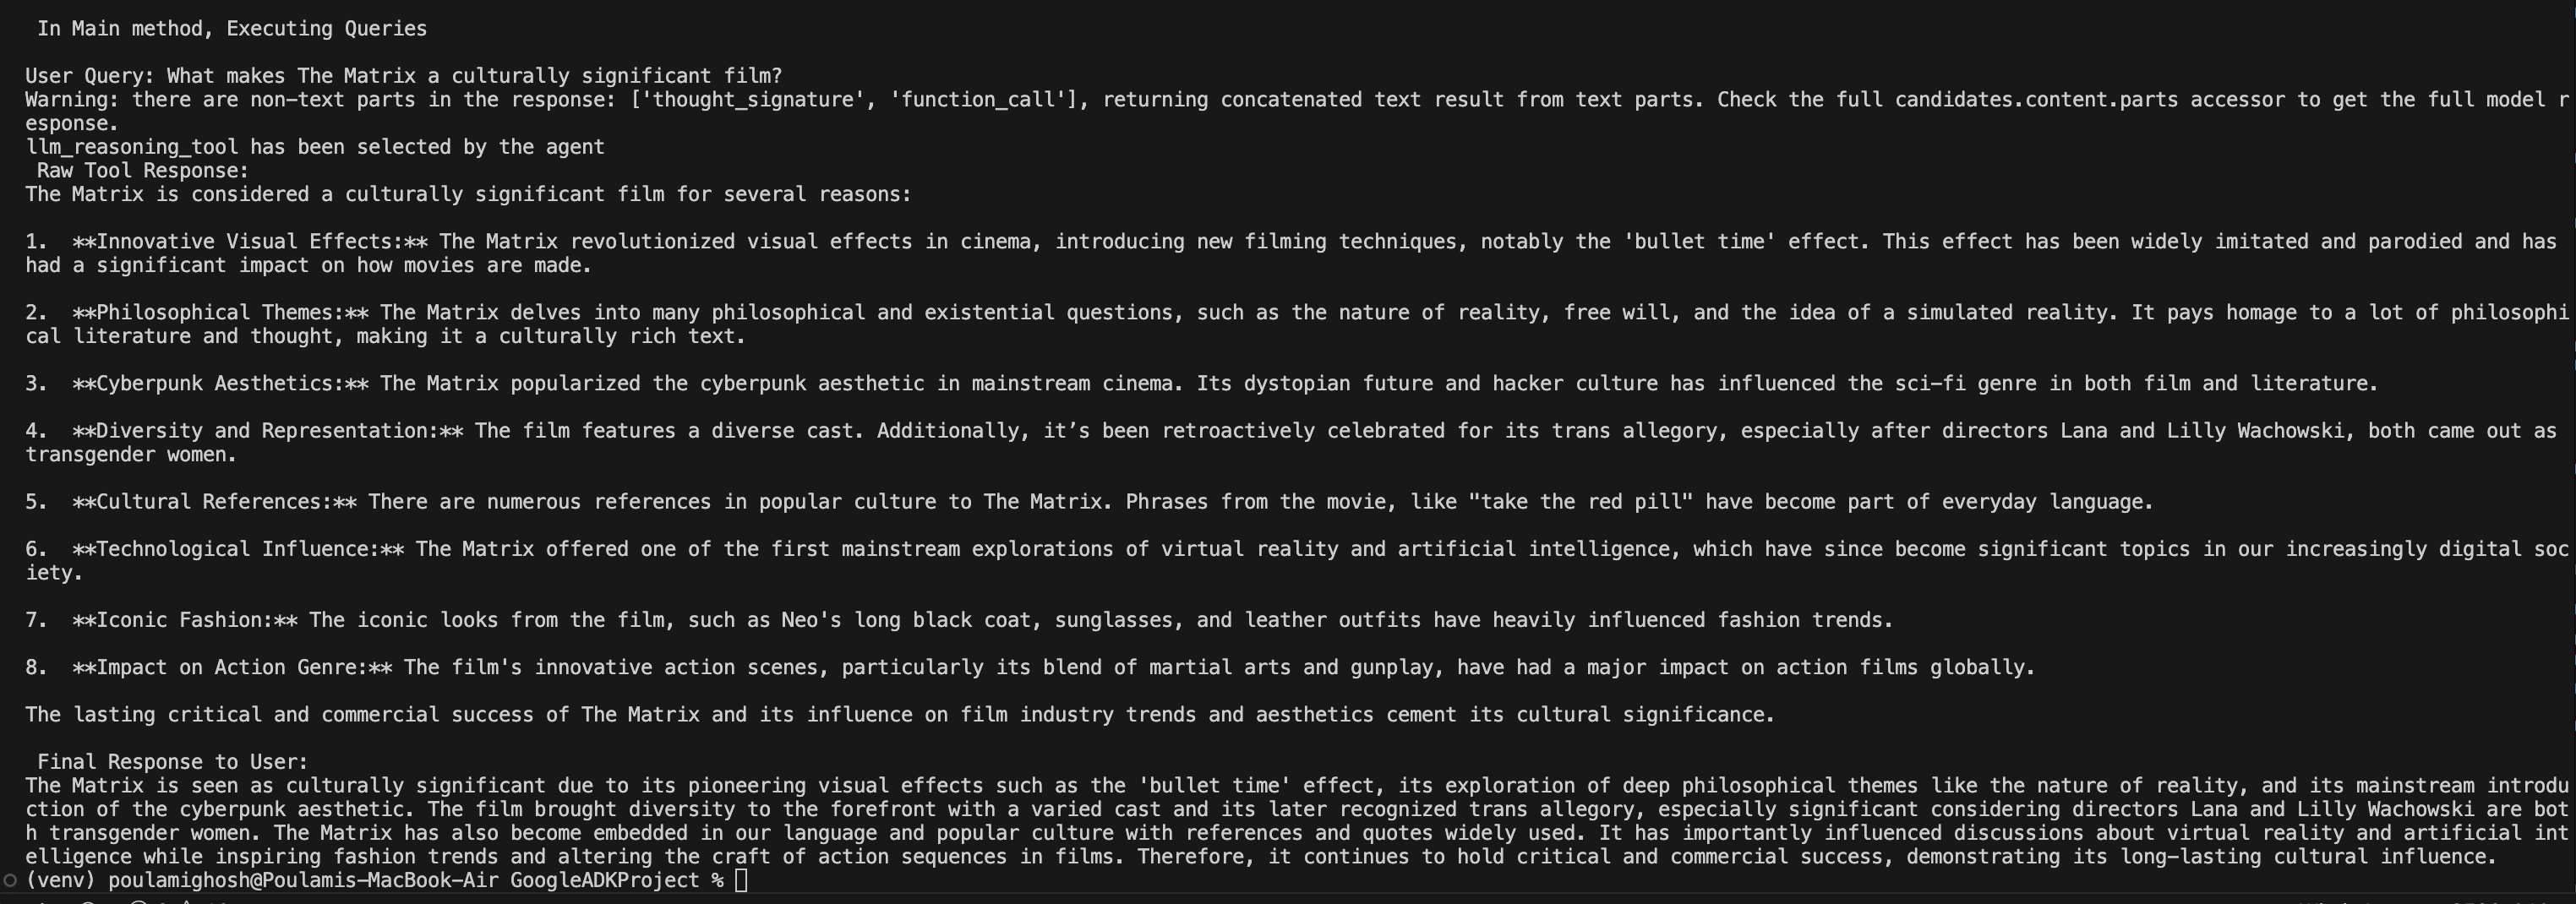 In Main method, Executing Queries
User Query: What makes The Matrix a culturally significant film?
Warning: there are non-text parts in the response: ['thought_signature', 'function_call'], returning concatenated text result from text parts. Check the full candidates.content.parts accessor to get the full model r
esponse.
llm_reasoning_tool has been selected by the agent
Raw Tool Response:
The Matrix is considered a culturally significant film for several reasons:
1.  **Innovative Visual Effects:** The Matrix revolutionized visual effects in cinema, introducing new filming techniques, notably the 'bullet time' effect. This effect has been widely imitated and parodied and has
had a significant impact on how movies are made.
2.  **Philosophical Themes:** The Matrix delves into many philosophical and existential questions, such as the nature of reality, free will, and the idea of a simulated reality. It pays homage to a lot of philosophi
cal literature and thought, making it a culturally rich text.
3.  **Cyberpunk Aesthetics:** The Matrix popularized the cyberpunk aesthetic in mainstream cinema. Its dystopian future and hacker culture has influenced the sci-fi genre in both film and literature.
4.  **Diversity and Representation:** The film features a diverse cast. Additionally, it’s been retroactively celebrated for its trans allegory, especially after directors Lana and Lilly Wachowski, both came out as
transgender women.
5.  **Cultural References:** There are numerous references in popular culture to The Matrix. Phrases from the movie, like "take the red pill" have become part of everyday language.
6.  **Technological Influence:** The Matrix offered one of the first mainstream explorations of virtual reality and artificial intelligence, which have since become significant topics in our increasingly digital soc
iety.
7.  **Iconic Fashion:** The iconic looks from the film, such as Neo's long black coat, sunglasses, and leather outfits have heavily influenced fashion trends.
8.  **Impact on Action Genre:** The film's innovative action scenes, particularly its blend of martial arts and gunplay, have had a major impact on action films globally.
The lasting critical and commercial success of The Matrix and its influence on film industry trends and aesthetics cement its cultural significance.
Final Response to User:
The Matrix is seen as culturally significant due to its pioneering visual effects such as the 'bullet time' effect, its exploration of deep philosophical themes like the nature of reality, and its mainstream introdu
ction of the cyberpunk aesthetic. The film brought diversity to the forefront with a varied cast and its later recognized trans allegory, especially significant considering directors Lana and Lilly Wachowski are bot
h transgender women. The Matrix has also become embedded in our language and popular culture with references and quotes widely used. It has importantly influenced discussions about virtual reality and artificial int
elligence while inspiring fashion trends and altering the craft of action sequences in films. Therefore, it continues to hold critical and commercial success, demonstrating its long-lasting cultural influence.
(venv) poulamighosh@Poulamis-MacBook-Air GoogleADKProject %